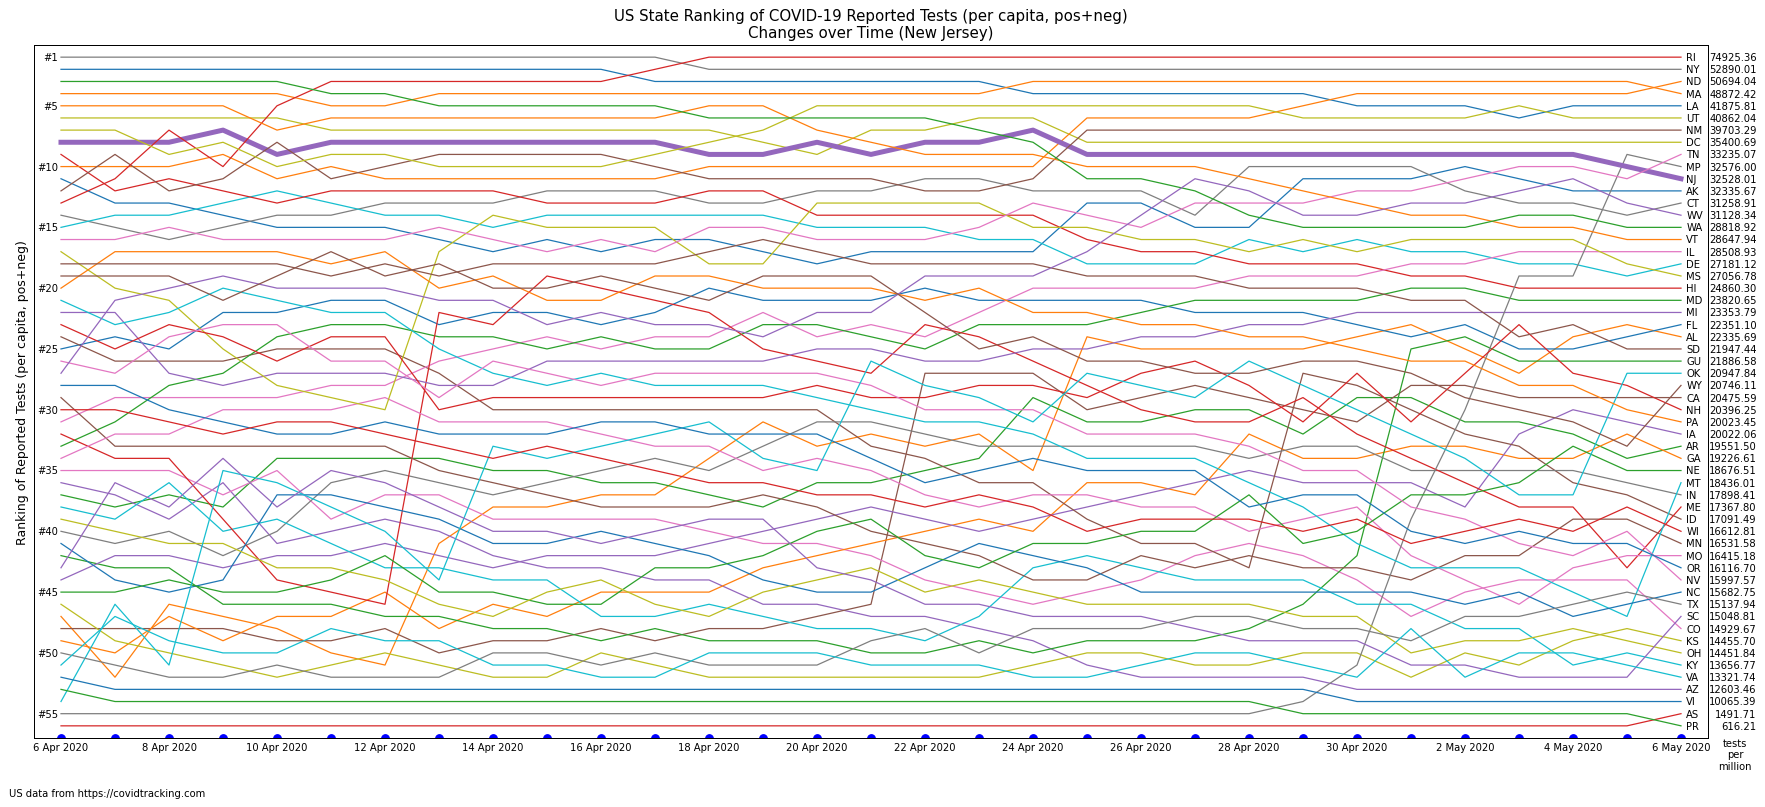 US State Ranking of COVID-19 Reported Tests (per capita, pos+neg)
Changes over Time (New Jersey)
Ranking of Reported Tests (per capita, pos+neg)
#1
#5
#10
#15
#20
#25
#30
#35
#40
#45
#50
#55
RI 74925.36
NY 52890.01
ND 50694.04
MA 48872.42
LA 41875.81
UT 40862.04
NM 39703.29
DC 35400.69
TN 33235.07
MP 32576.00
NJ 32528.01
AK 32335.67
CT 31258.91
WV 31128.34
WA 28818.92
VT 28647.94
IL 28508.93
DE 27181.12
MS 27056.78
HI 24860.30
MD 23820.65
MI 23353.79
FL 22351.10
AL 22335.69
SD 21947.44
GU 21886.58
OK 20947.84
WY 20746.11
CA 20475.59
NH 20396.25
PA 20023.45
IA 20022.06
AR 19551.50
GA 19226.61
NE 18676.51
MT 18436.01
IN 17898.41
ME 17367.80
ID 17091.49
WI 16612.81
MN 16531.58
MO 16415.18
OR 16116.70
NV 15997.57
NC 15682.75
TX 15137.94
SC 15048.81
CO 14929.67
KS 14455.70
OH 14451.84
KY 13656.77
VA 13321.74
AZ 12603.46
VI 10065.39
AS 1491.71
PR 616.21
6 Apr 2020 8 Apr 2020 10 Apr 2020 12 Apr 2020 14 Apr 2020 16 Apr 2020 18 Apr 2020 20 Apr 2020 22 Apr 2020 24 Apr 2020 26 Apr 2020 28 Apr 2020 30 Apr 2020 2 May 2020 4 May 2020 6 May 2020
tests
per
million
US data from https://covidtracking.com